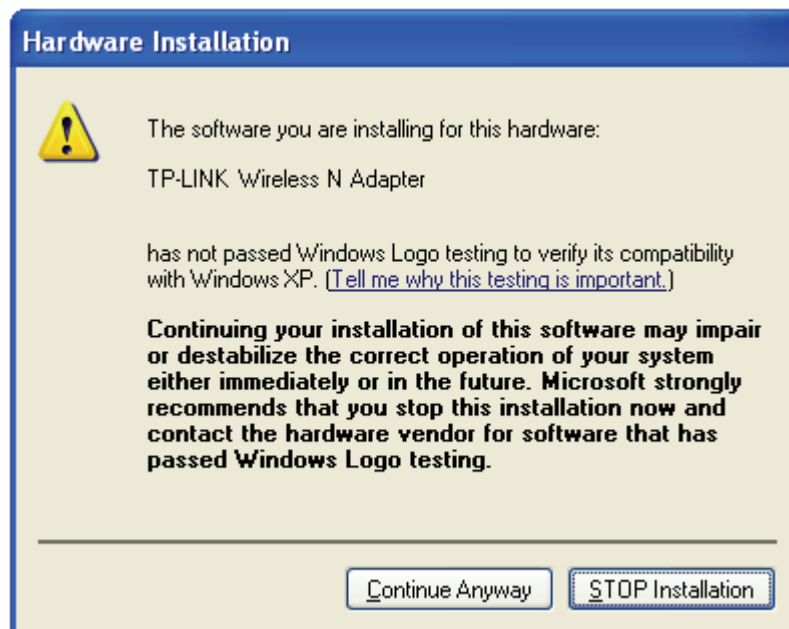 Hardware Installation
The software you are installing for this hardware:
TP-LINK Wireless N Adapter
has not passed Windows Logo testing to verify its compatibility
with Windows XP. (Tell me why this testing is important.)
Continuing your installation of this software may impair
or destabilize the correct operation of your system
either immediately or in the future. Microsoft strongly
recommends that you stop this installation now and
contact the hardware vendor for software that has
passed Windows Logo testing.
Continue Anyway
STOP Installation